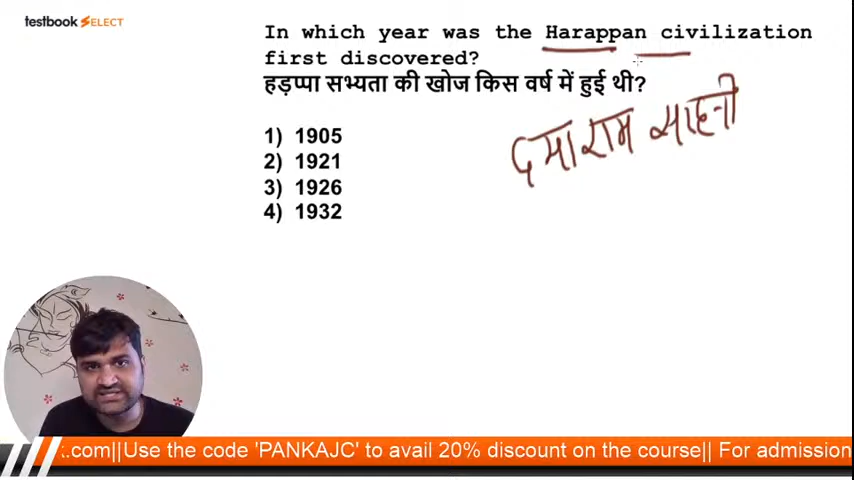 testbook SELECT
In which year was the Harappan civilization
first discovered?
हड़प्पा सभ्यता की खोज किस वर्ष में हुई थी?
दयाराम साहनी
1) 1905
2) 1921
3) 1926
4) 1932
.com||Use the code 'PANKAJC' to avail 20% discount on the course|| For admission